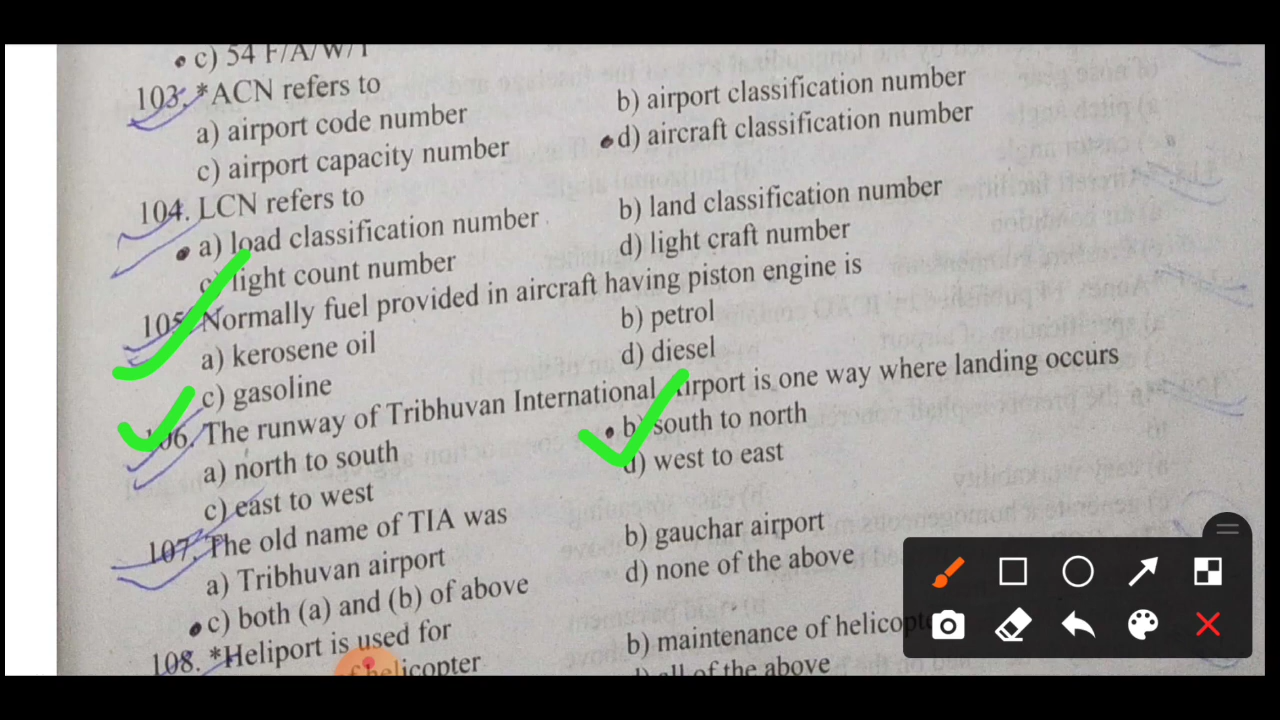 c) 54 F/A/W/T
103. *ACN refers to
a) airport code number
b) airport classification number
c) airport capacity number
d) aircraft classification number
104. LCN refers to
a) load classification number
b) land classification number
c) light count number
d) light craft number
105. Normally fuel provided in aircraft having piston engine is
a) kerosene oil
b) petrol
c) gasoline
d) diesel
106. The runway of Tribhuvan International Airport is one way where landing occurs
a) north to south
b) south to north
c) east to west
d) west to east
107. The old name of TIA was
a) Tribhuvan airport
b) gauchar airport
c) both (a) and (b) of above
d) none of the above
108. *Heliport is used for
of helicopter
b) maintenance of
d) all of the above